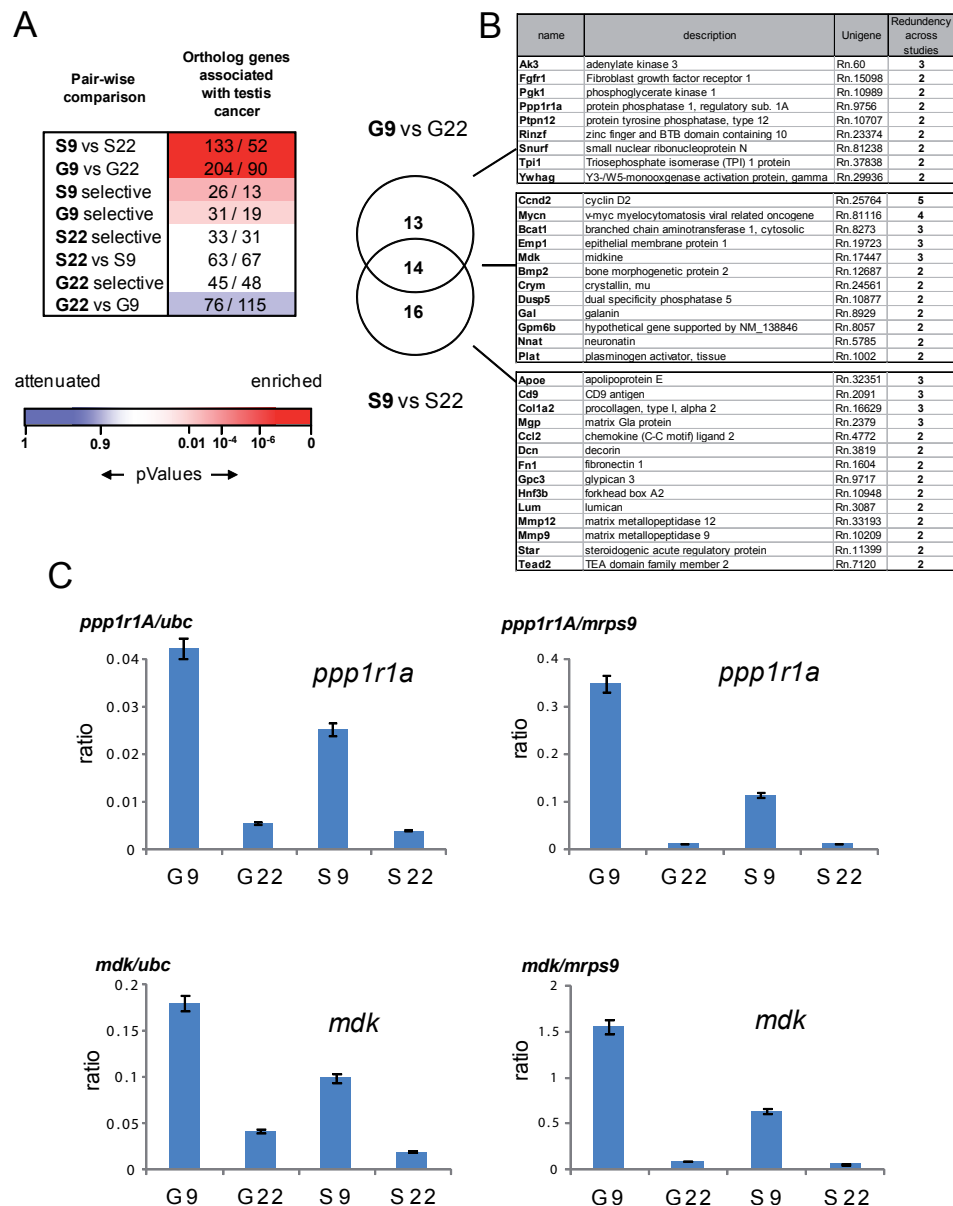 A
Pair-wise comparison
Ortholog genes associated with testis cancer
S9 vs S22 133 / 52
G9 vs G22 204 / 90
S9 selective 26 / 13
G9 selective 31 / 19
S22 selective 33 / 31
S22 vs S9 63 / 67
G22 selective 45 / 48
G22 vs G9 76 / 115
attenuated enriched
1 0.9 0.01 10-4 10-6 0
← pValues →
G9 vs G22
13
14
16
S9 vs S22
B
name description Unigene Redundency across studies
Ak3 adenylate kinase 3 Rn.60 3
Fgfr1 Fibroblast growth factor receptor 1 Rn.15098 2
Pgk1 phosphoglycerate kinase 1 Rn.10989 2
Ppp1r1a protein phosphatase 1, regulatory sub. 1A Rn.9756 2
Ptpn12 protein tyrosine phosphatase, type 12 Rn.10707 2
Rinzf zinc finger and BTB domain containing 10 Rn.23374 2
Snurf small nuclear ribonucleoprotein N Rn.81238 2
Tpi1 Triosephosphate isomerase (TPI) 1 protein Rn.37838 2
Ywhag Y3-/W5-monooxgenase activation protein, gamma Rn.29936 2
Ccnd2 cyclin D2 Rn.25764 5
Mycn v-myc myelocytomatosis viral related oncogene Rn.81116 4
Bcat1 branched chain aminotransferase 1, cytosolic Rn.8273 3
Emp1 epithelial membrane protein 1 Rn.19723 3
Mdk midkine Rn.17447 3
Bmp2 bone morphogenetic protein 2 Rn.12687 2
Crym crystallin, mu Rn.24561 2
Dusp5 dual specificity phosphatase 5 Rn.10877 2
Gal galanin Rn.8929 2
Gpm6b hypothetical gene supported by NM_138846 Rn.8057 2
Nnat neuronatin Rn.5785 2
Plat plasminogen activator, tissue Rn.1002 2
Apoe apolipoprotein E Rn.32351 3
Cd9 CD9 antigen Rn.2091 3
Col1a2 procollagen, type I, alpha 2 Rn.16629 3
Mgp matrix Gla protein Rn.2379 3
Ccl2 chemokine (C-C motif) ligand 2 Rn.4772 2
Dcn decorin Rn.3819 2
Fn1 fibronectin 1 Rn.1604 2
Gpc3 glypican 3 Rn.9717 2
Hnf3b forkhead box A2 Rn.10948 2
Lum lumican Rn.3087 2
Mmp12 matrix metallopeptidase 12 Rn.33193 2
Mmp9 matrix metallopeptidase 9 Rn.10209 2
Star steroidogenic acute regulatory protein Rn.11399 2
Tead2 TEA domain family member 2 Rn.7120 2
C
ppp1r1A/ubc
ppp1r1a
ratio
0.04
0.03
0.02
0.01
0
G9 G22 S9 S22
ppp1r1A/mrps9
ppp1r1a
ratio
0.4
0.3
0.2
0.1
0
G9 G22 S9 S22
mdk/ubc
mdk
ratio
0.2
0.15
0.1
0.05
0
G9 G22 S9 S22
mdk/mrps9
mdk
ratio
2
1.5
1
0.5
0
G9 G22 S9 S22